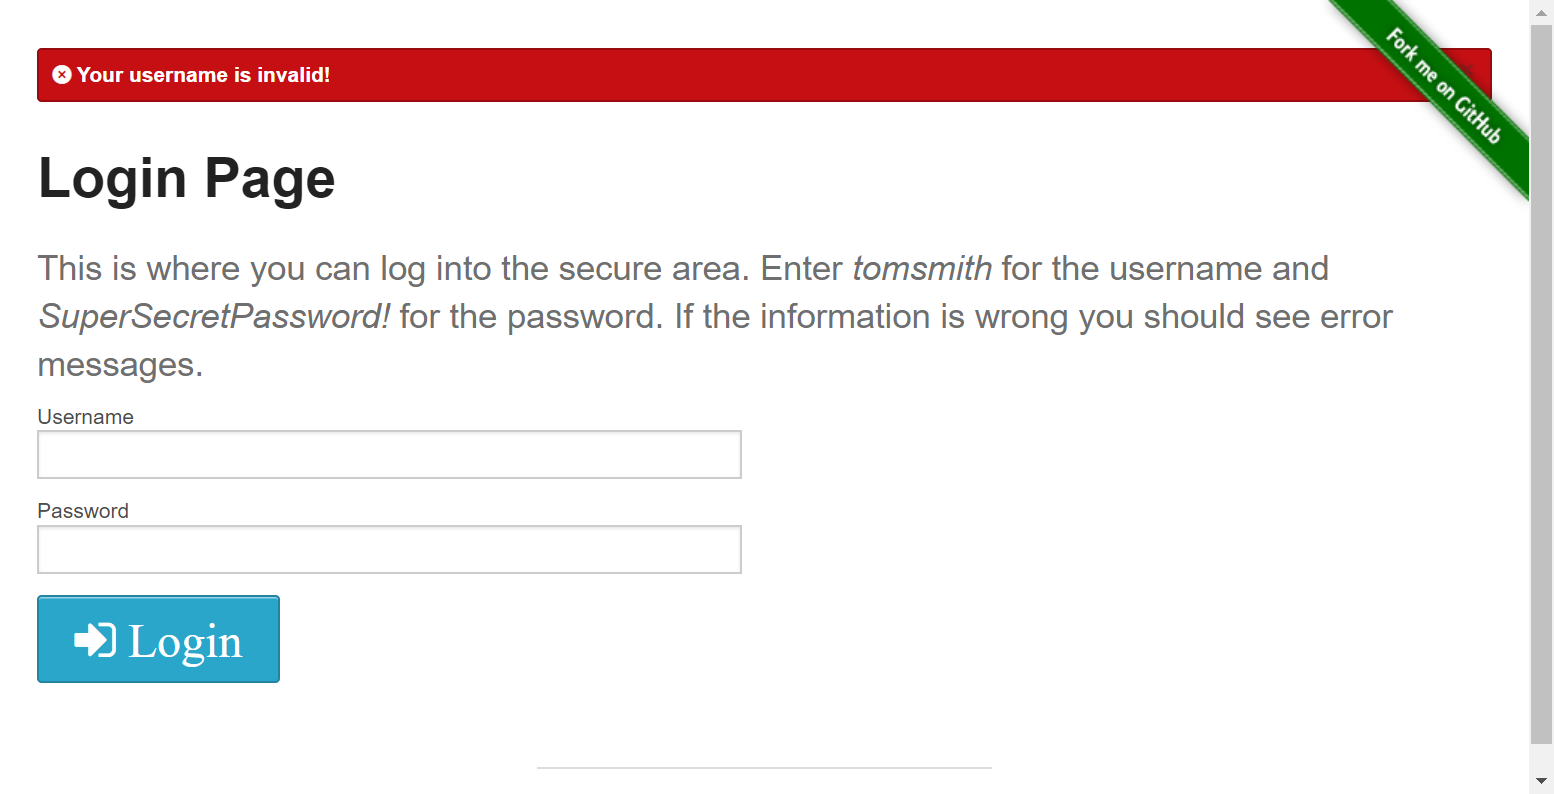 Your username is invalid!
Fork me on GitHub
Login Page
This is where you can log into the secure area. Enter tomsmith for the username and
SuperSecretPassword! for the password. If the information is wrong you should see error
messages.
Username
Password
Login